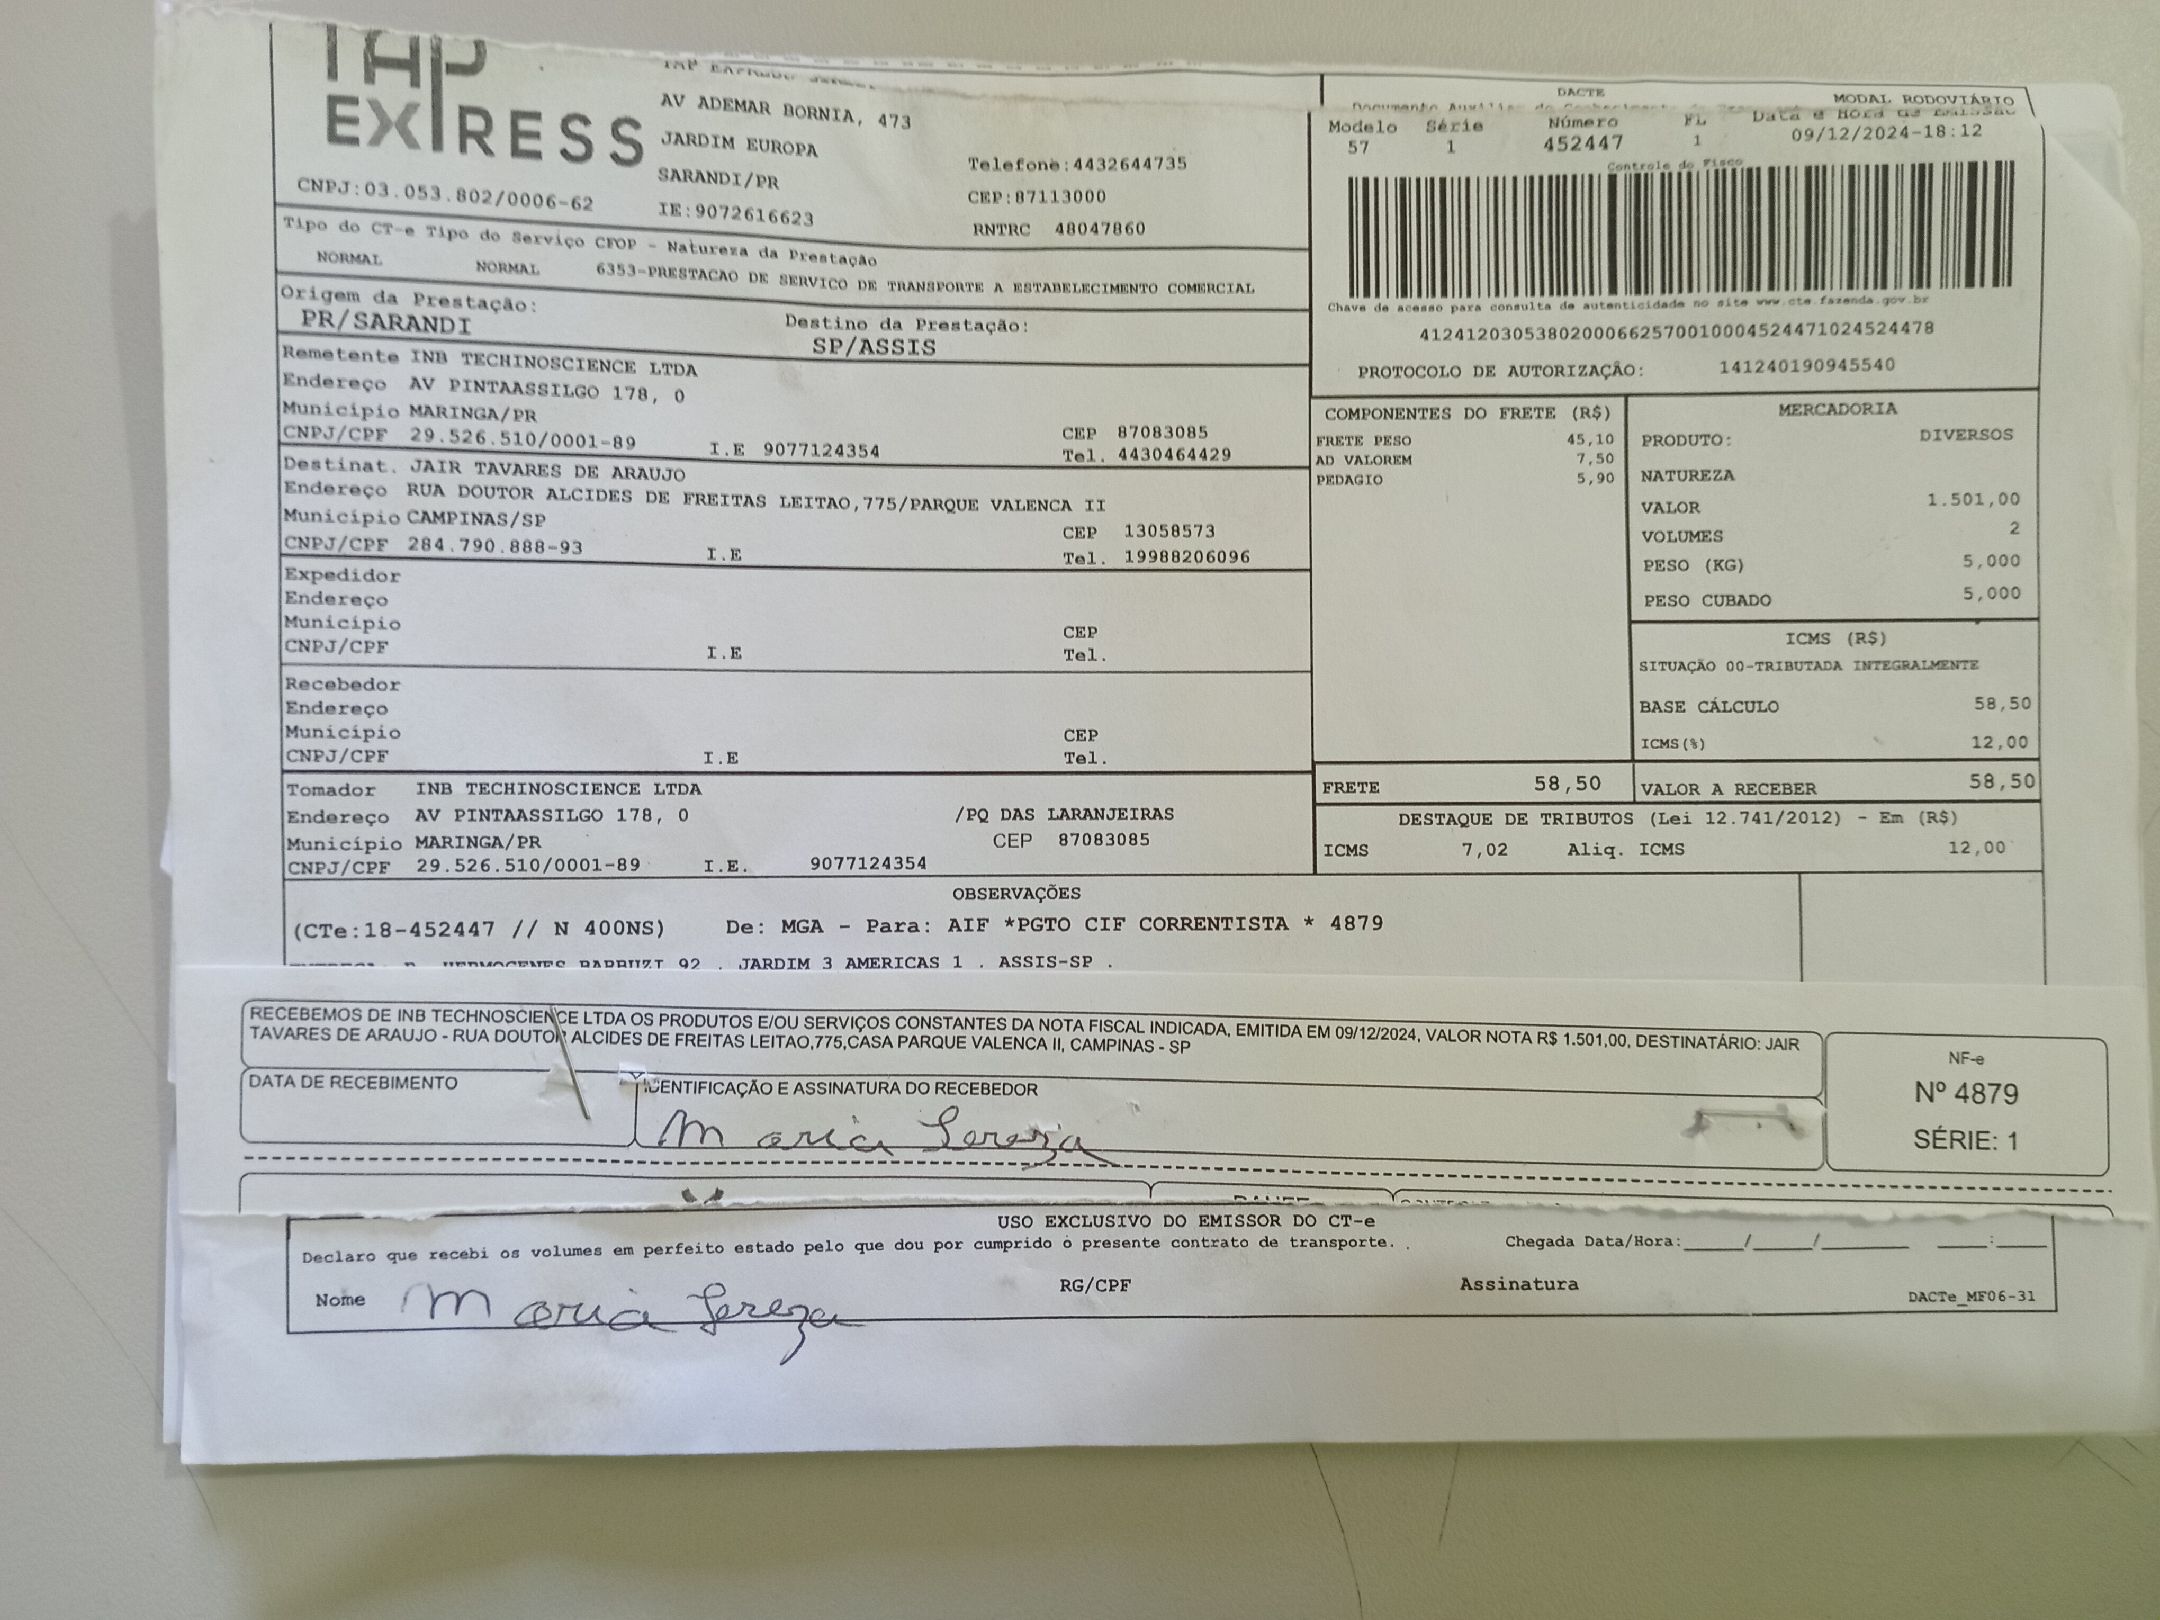 TAP
EXPRESS
CNPJ:03.053.802/0006-62
AV ADEMAR BORNIA, 473
JARDIM EUROPA
SARANDI/PR
IE:9072616623
Telefone:4432644735
CEP:87113000
RNTRC 48047860
DACTE
MODAL RODOVIÁRIO
Modelo Série Número FL Data e Hora de Emissão
57 1 452447 1 09/12/2024-18:12
Controle do Fisco
Chave de acesso para consulta de autenticidade no site www.cte.fazenda.gov.br
41241203053802000662570010004524471024524478
PROTOCOLO DE AUTORIZAÇÃO: 141240190945540
Tipo do CT-e Tipo do Serviço CFOP - Natureza da Prestação
NORMAL NORMAL 6353-PRESTACAO DE SERVICO DE TRANSPORTE A ESTABELECIMENTO COMERCIAL
Origem da Prestação: Destino da Prestação:
PR/SARANDI SP/ASSIS
Remetente INB TECHINOSCIENCE LTDA
Endereço AV PINTAASSILGO 178, 0
Município MARINGA/PR CEP 87083085
CNPJ/CPF 29.526.510/0001-89 I.E 9077124354 Tel. 4430464429
Destinat. JAIR TAVARES DE ARAUJO
Endereço RUA DOUTOR ALCIDES DE FREITAS LEITAO,775/PARQUE VALENCA II
Município CAMPINAS/SP CEP 13058573
CNPJ/CPF 284.790.888-93 I.E Tel. 19988206096
Expedidor
Endereço
Município CEP
CNPJ/CPF I.E Tel.
Recebedor
Endereço
Município CEP
CNPJ/CPF I.E Tel.
Tomador INB TECHINOSCIENCE LTDA
Endereço AV PINTAASSILGO 178, 0 /PQ DAS LARANJEIRAS
Município MARINGA/PR CEP 87083085
CNPJ/CPF 29.526.510/0001-89 I.E. 9077124354
COMPONENTES DO FRETE (R$)
FRETE PESO 45,10
AD VALOREM 7,50
PEDAGIO 5,90
MERCADORIA
PRODUTO: DIVERSOS
NATUREZA
VALOR 1.501,00
VOLUMES 2
PESO (KG) 5,000
PESO CUBADO 5,000
ICMS (R$)
SITUAÇÃO 00-TRIBUTADA INTEGRALMENTE
BASE CÁLCULO 58,50
ICMS(%) 12,00
FRETE 58,50 VALOR A RECEBER 58,50
DESTAQUE DE TRIBUTOS (Lei 12.741/2012) - Em (R$)
ICMS 7,02 Aliq. ICMS 12,00
OBSERVAÇÕES
(CTe:18-452447 // N 400NS) De: MGA - Para: AIF *PGTO CIF CORRENTISTA * 4879
92 . JARDIM 3 AMERICAS 1 . ASSIS-SP .
RECEBEMOS DE INB TECHNOSCIENCE LTDA OS PRODUTOS E/OU SERVIÇOS CONSTANTES DA NOTA FISCAL INDICADA, EMITIDA EM 09/12/2024, VALOR NOTA R$ 1.501,00, DESTINATÁRIO: JAIR
TAVARES DE ARAUJO - RUA DOUTOR ALCIDES DE FREITAS LEITAO,775,CASA PARQUE VALENCA II, CAMPINAS - SP
DATA DE RECEBIMENTO IDENTIFICAÇÃO E ASSINATURA DO RECEBEDOR
Maria Tereza
NF-e
Nº 4879
SÉRIE: 1
USO EXCLUSIVO DO EMISSOR DO CT-e
Declaro que recebi os volumes em perfeito estado pelo que dou por cumprido o presente contrato de transporte. Chegada Data/Hora:____/____/______ ___:____
Nome Maria Tereza RG/CPF Assinatura
DACTe_MF06-31